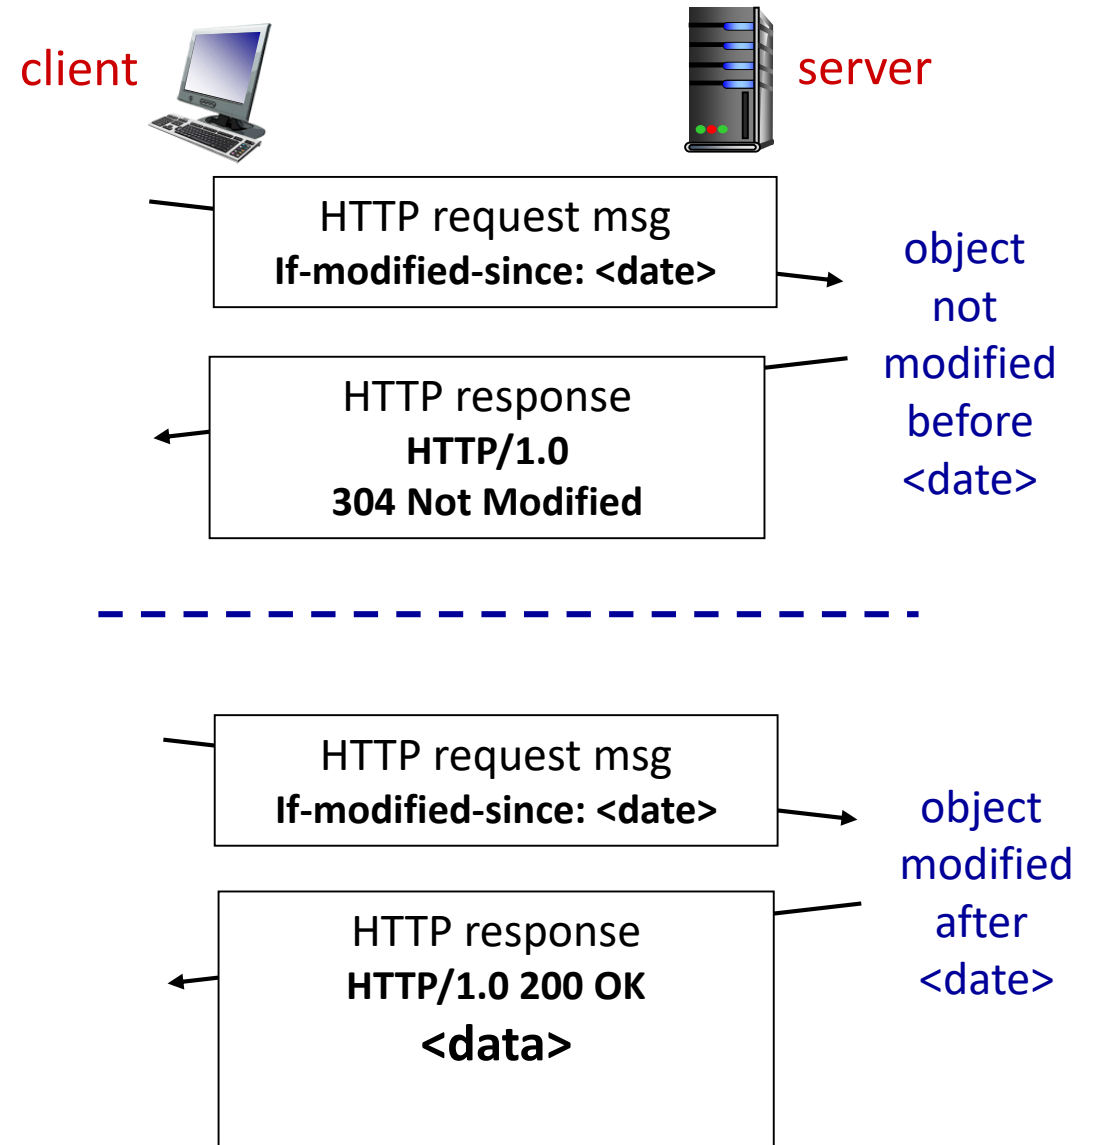 client
server
HTTP request msg
If-modified-since: <date>
object
not
modified
before
<date>
HTTP response
HTTP/1.0
304 Not Modified
HTTP request msg
If-modified-since: <date>
object
modified
after
<date>
HTTP response
HTTP/1.0 200 OK
<data>